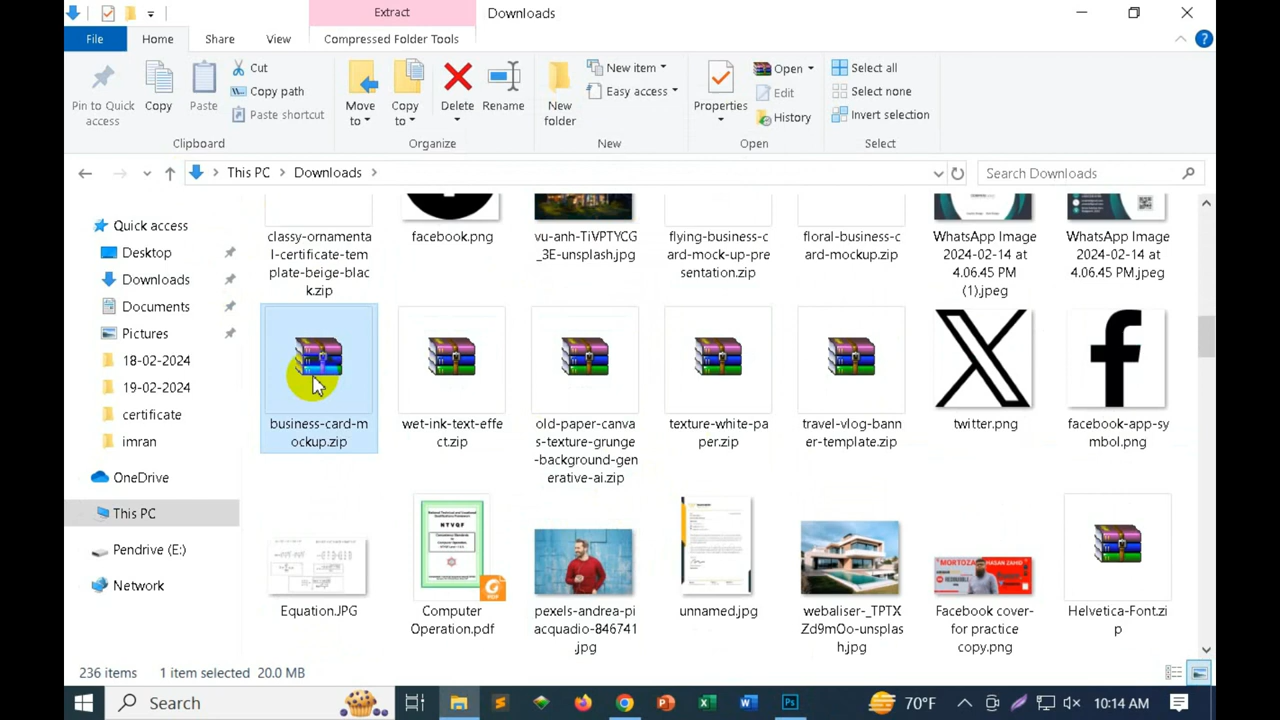 Extract
Downloads
File
Home
Share
View
Compressed Folder Tools
Pin to Quick
access
Copy
Paste
Cut
Copy path
Paste shortcut
Clipboard
Move
to
Copy
to
Delete
Rename
Organize
New
folder
New item
Easy access
New
Properties
Open
Edit
History
Open
Select all
Select none
Invert selection
Select
This PC
Downloads
Search Downloads
Quick access
Desktop
Downloads
Documents
Pictures
18-02-2024
19-02-2024
certificate
imran
OneDrive
This PC
Pendrive (E:)
Network
classy-ornamenta
l-certificate-tem
plate-beige-blac
k.zip
facebook.png
vu-anh-TiVPTYCG
_3E-unsplash.jpg
flying-business-c
ard-mock-up-pre
sentation.zip
floral-business-c
ard-mockup.zip
WhatsApp Image
2024-02-14 at
4.06.45 PM
(1).jpeg
WhatsApp Image
2024-02-14 at
4.06.45 PM.jpeg
business-card-m
ockup.zip
wet-ink-text-effe
ct.zip
old-paper-canva
s-texture-grunge
-background-gen
erative-ai.zip
texture-white-pa
per.zip
travel-vlog-bann
er-template.zip
twitter.png
facebook-app-sy
mbol.png
NTVQF
Equation.JPG
Computer
Operation.pdf
pexels-andrea-pi
acquadio-846741
.jpg
unnamed.jpg
webaliser-_TPTX
Zd9mOo-unsplas
h.jpg
MORTOZA
HASAN ZAHID
Facebook cover-
for practice
copy.png
Helvetica-Font.zi
p
236 items
1 item selected 20.0 MB
Search
70°F
10:14 AM